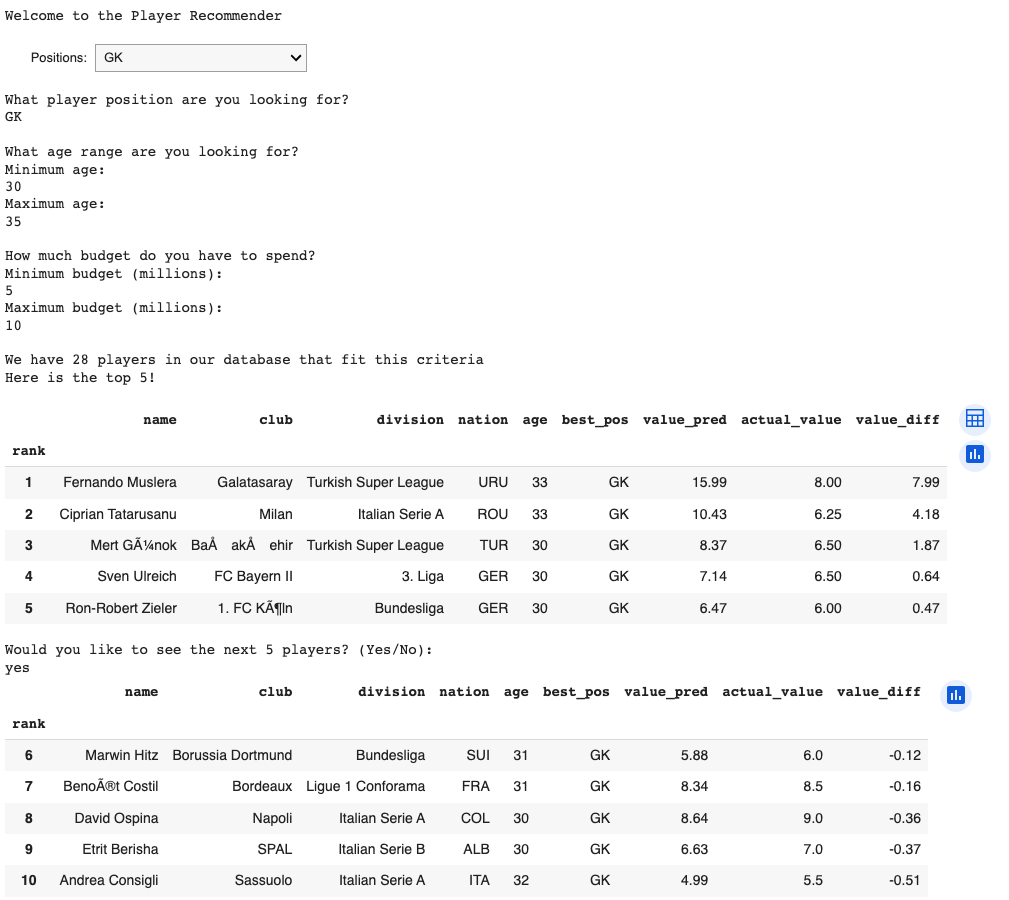 Welcome to the Player Recommender
Positions: GK
What player position are you looking for?
GK
What age range are you looking for?
Minimum age:
30
Maximum age:
35
How much budget do you have to spend?
Minimum budget (millions):
5
Maximum budget (millions):
10
We have 28 players in our database that fit this criteria
Here is the top 5!
name club division nation age best_pos value_pred actual_value value_diff
rank
1 Fernando Muslera Galatasaray Turkish Super League URU 33 GK 15.99 8.00 7.99
2 Ciprian Tatarusanu Milan Italian Serie A ROU 33 GK 10.43 6.25 4.18
3 Mert GÃ¼nok BaÅ akÅ ehir Turkish Super League TUR 30 GK 8.37 6.50 1.87
4 Sven Ulreich FC Bayern II 3. Liga GER 30 GK 7.14 6.50 0.64
5 Ron-Robert Zieler 1. FC KÃ¶ln Bundesliga GER 30 GK 6.47 6.00 0.47
Would you like to see the next 5 players? (Yes/No):
yes
name club division nation age best_pos value_pred actual_value value_diff
rank
6 Marwin Hitz Borussia Dortmund Bundesliga SUI 31 GK 5.88 6.0 -0.12
7 BenoÃ®t Costil Bordeaux Ligue 1 Conforama FRA 31 GK 8.34 8.5 -0.16
8 David Ospina Napoli Italian Serie A COL 30 GK 8.64 9.0 -0.36
9 Etrit Berisha SPAL Italian Serie B ALB 30 GK 6.63 7.0 -0.37
10 Andrea Consigli Sassuolo Italian Serie A ITA 32 GK 4.99 5.5 -0.51